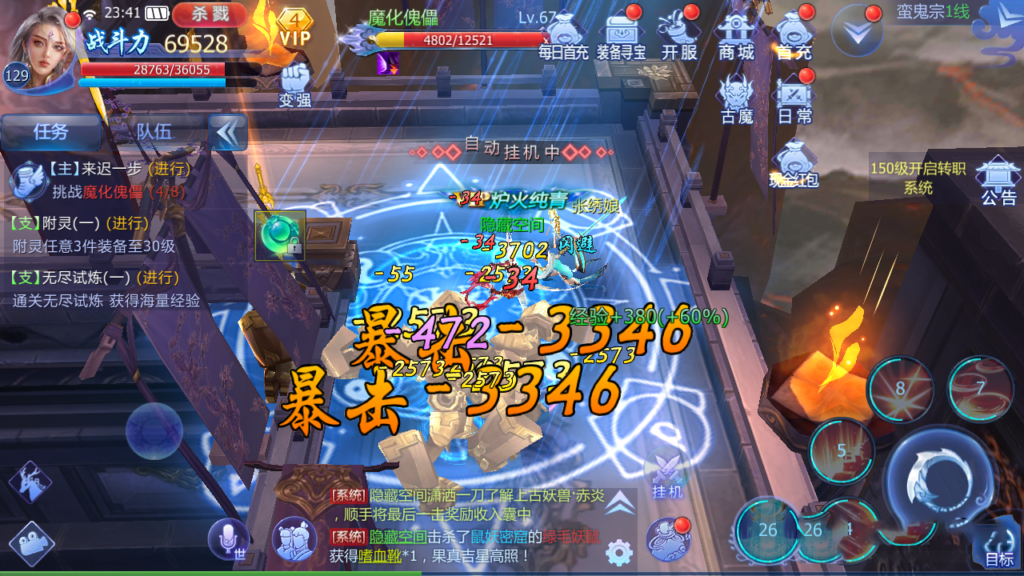 23:41
杀戮
战斗力 69528
4
VIP
129
28763/36055
变强
魔化傀儡
Lv.67
4802/12521
每日首充
装备寻宝
开服
商城
首充
蛮鬼宗1线
古魔
日常
150级开启转职
系统
公告
任务
队伍
【主】来迟一步 (进行)
挑战魔化傀儡 (4/8)
【支】附灵(一) (进行)
附灵任意3件装备至30级
【支】无尽试炼(一) (进行)
通关无尽试炼 获得海量经验
自动挂机中
-34
炉火纯青
张绣娘
隐藏空间
-34
3702
闪避
-55
-34
-472
经验+380(+60%)
-3346
-2573
-2573
-2573
暴击 -3346
8
7
5
26
26
4
挂机
目标
世
[系统]隐藏空间潇洒一刀了解上古妖兽·赤炎
，顺手将最后一击奖励收入囊中
[系统]隐藏空间击杀了鼠妖密窟的绿毛妖鼠
获得嗜血靴*1，果真吉星高照！